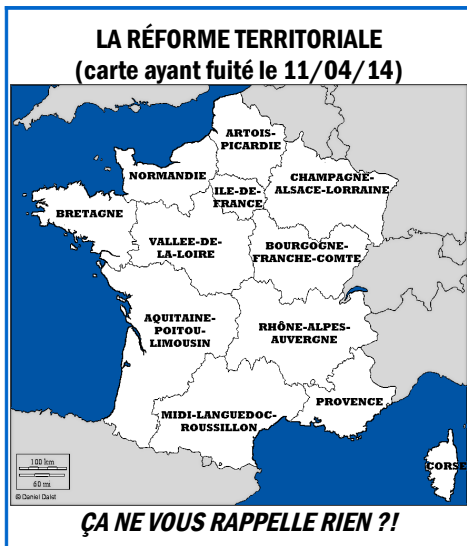 LA RÉFORME TERRITORIALE
(carte ayant fuité le 11/04/14)
ARTOIS-
PICARDIE
NORMANDIE
CHAMPAGNE-
ALSACE-LORRAINE
ILE-DE-
FRANCE
BRETAGNE
VALLEE-DE-
LA-LOIRE
BOURGOGNE-
FRANCHE-COMTE
AQUITAINE-
POITOU-
LIMOUSIN
RHÔNE-ALPES-
AUVERGNE
PROVENCE
MIDI-LANGUEDOC-
ROUSSILLON
CORSE
100 km
60 mi
© Daniel Dalet
ÇA NE VOUS RAPPELLE RIEN ?!